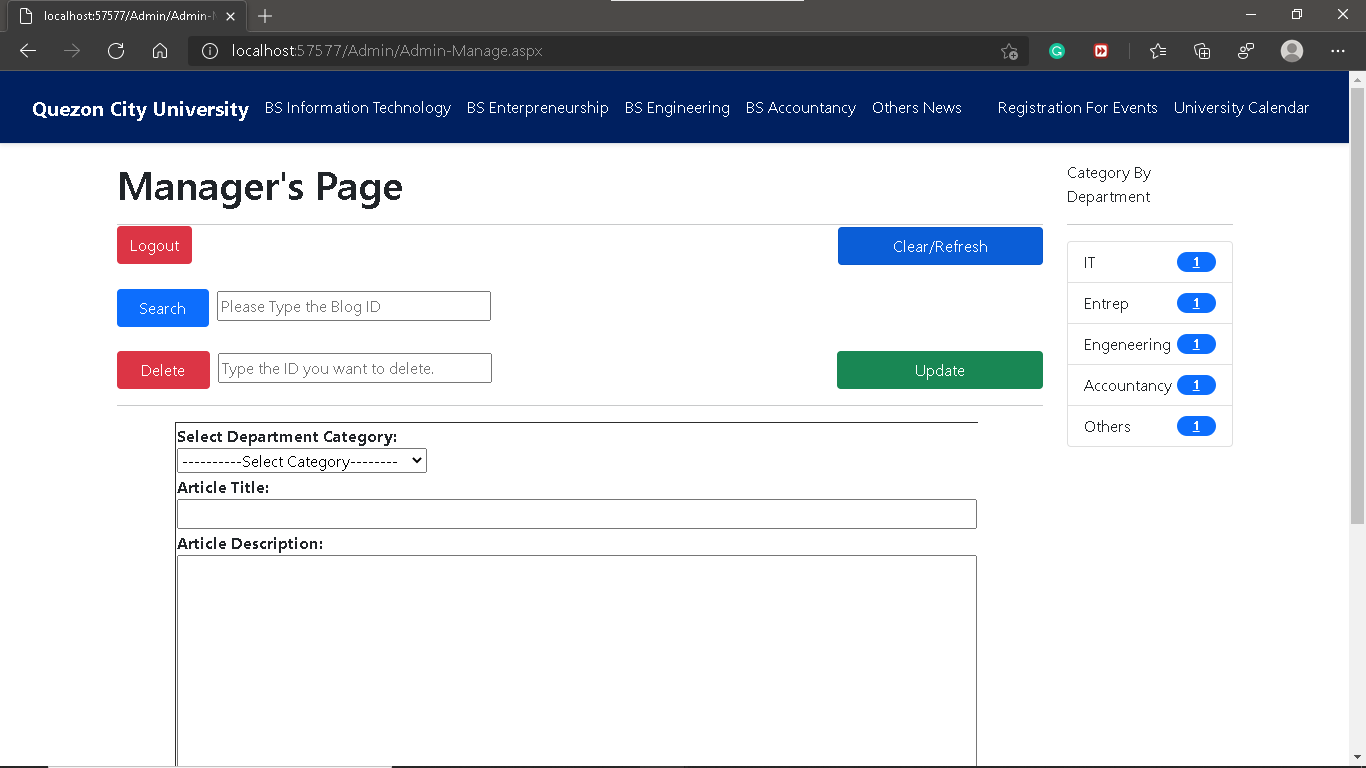 localhost:57577/Admin/Admin-M
localhost:57577/Admin/Admin-Manage.aspx
Quezon City University BS Information Technology BS Enterpreneurship BS Engineering BS Accountancy Others News Registration For Events University Calendar
Manager's Page
Category By
Department
Logout
Clear/Refresh
Search
Please Type the Blog ID
Delete
Type the ID you want to delete.
Update
IT 1
Entrep 1
Engeneering 1
Accountancy 1
Others 1
Select Department Category:
----------Select Category--------
Article Title:
Article Description: